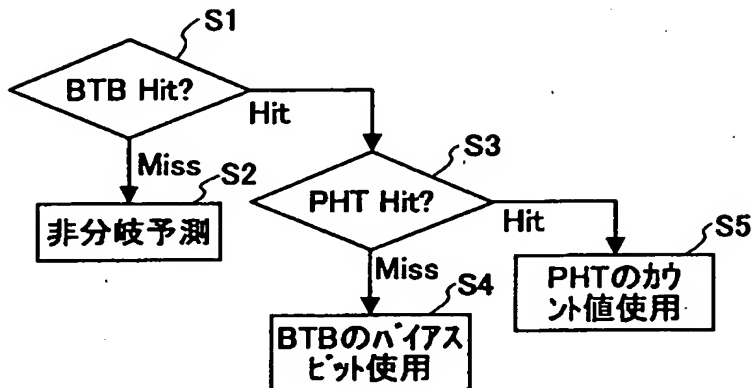 S1
BTB Hit?
Hit
Miss
S2
非分岐予測
S3
PHT Hit?
Hit
Miss
S5
PHTのカウ
ント値使用
S4
BTBのバイアス
ビット使用